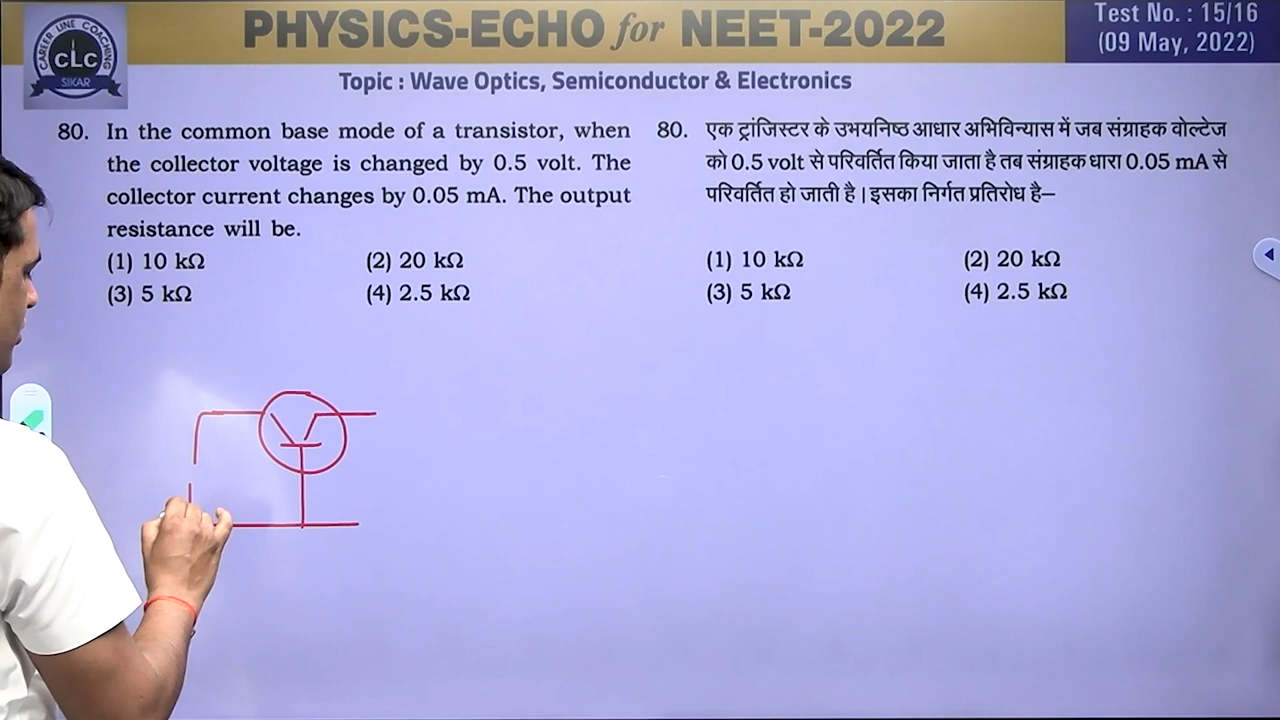 PHYSICS-ECHO for NEET-2022
Test No. : 15/16
(09 May, 2022)
CAREER LINE COACHING
CLC
SIKAR
Topic : Wave Optics, Semiconductor & Electronics
80. In the common base mode of a transistor, when
the collector voltage is changed by 0.5 volt. The
collector current changes by 0.05 mA. The output
resistance will be.
(1) 10 kΩ (2) 20 kΩ
(3) 5 kΩ (4) 2.5 kΩ
80. एक ट्रांजिस्टर के उभयनिष्ठ आधार अभिविन्यास में जब संग्राहक वोल्टेज
को 0.5 volt से परिवर्तित किया जाता है तब संग्राहक धारा 0.05 mA से
परिवर्तित हो जाती है। इसका निर्गत प्रतिरोध है–
(1) 10 kΩ (2) 20 kΩ
(3) 5 kΩ (4) 2.5 kΩ